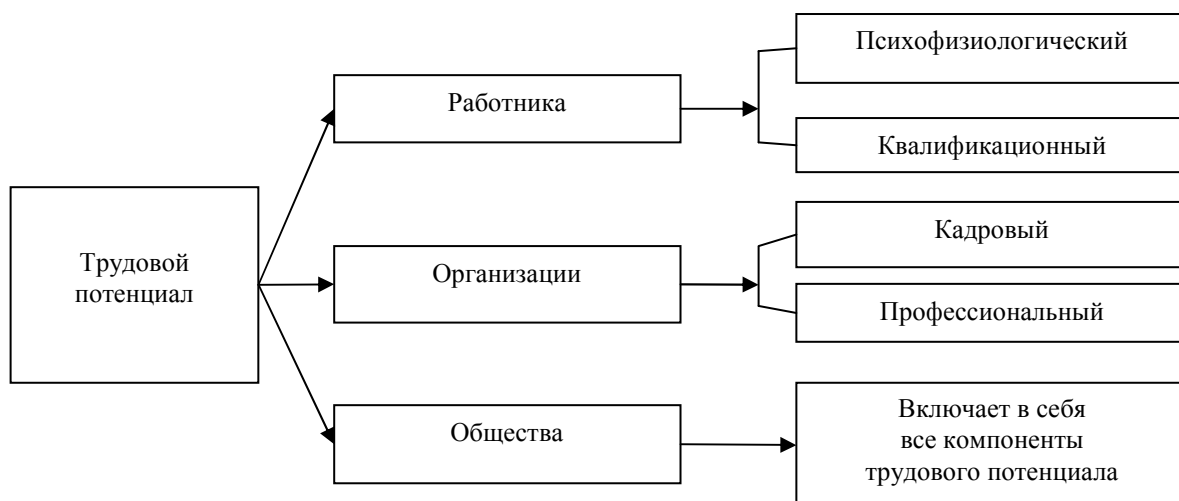 Трудовой
потенциал
Работника
Психофизиологический
Квалификационный
Организации
Кадровый
Профессиональный
Общества
Включает в себя
все компоненты
трудового потенциала